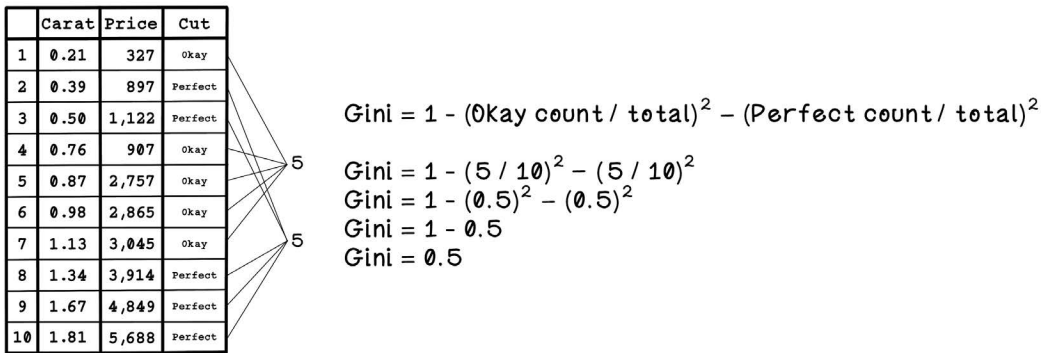 Carat Price Cut
1 0.21 327 Okay
2 0.39 897 Perfect
3 0.50 1,122 Perfect
4 0.76 907 Okay
5 0.87 2,757 Okay
6 0.98 2,865 Okay
7 1.13 3,045 Okay
8 1.34 3,914 Perfect
9 1.67 4,849 Perfect
10 1.81 5,688 Perfect
5
5
Gini = 1 - (Okay count / total)² – (Perfect count / total)²
Gini = 1 - (5 / 10)² – (5 / 10)²
Gini = 1 - (0.5)² – (0.5)²
Gini = 1 - 0.5
Gini = 0.5